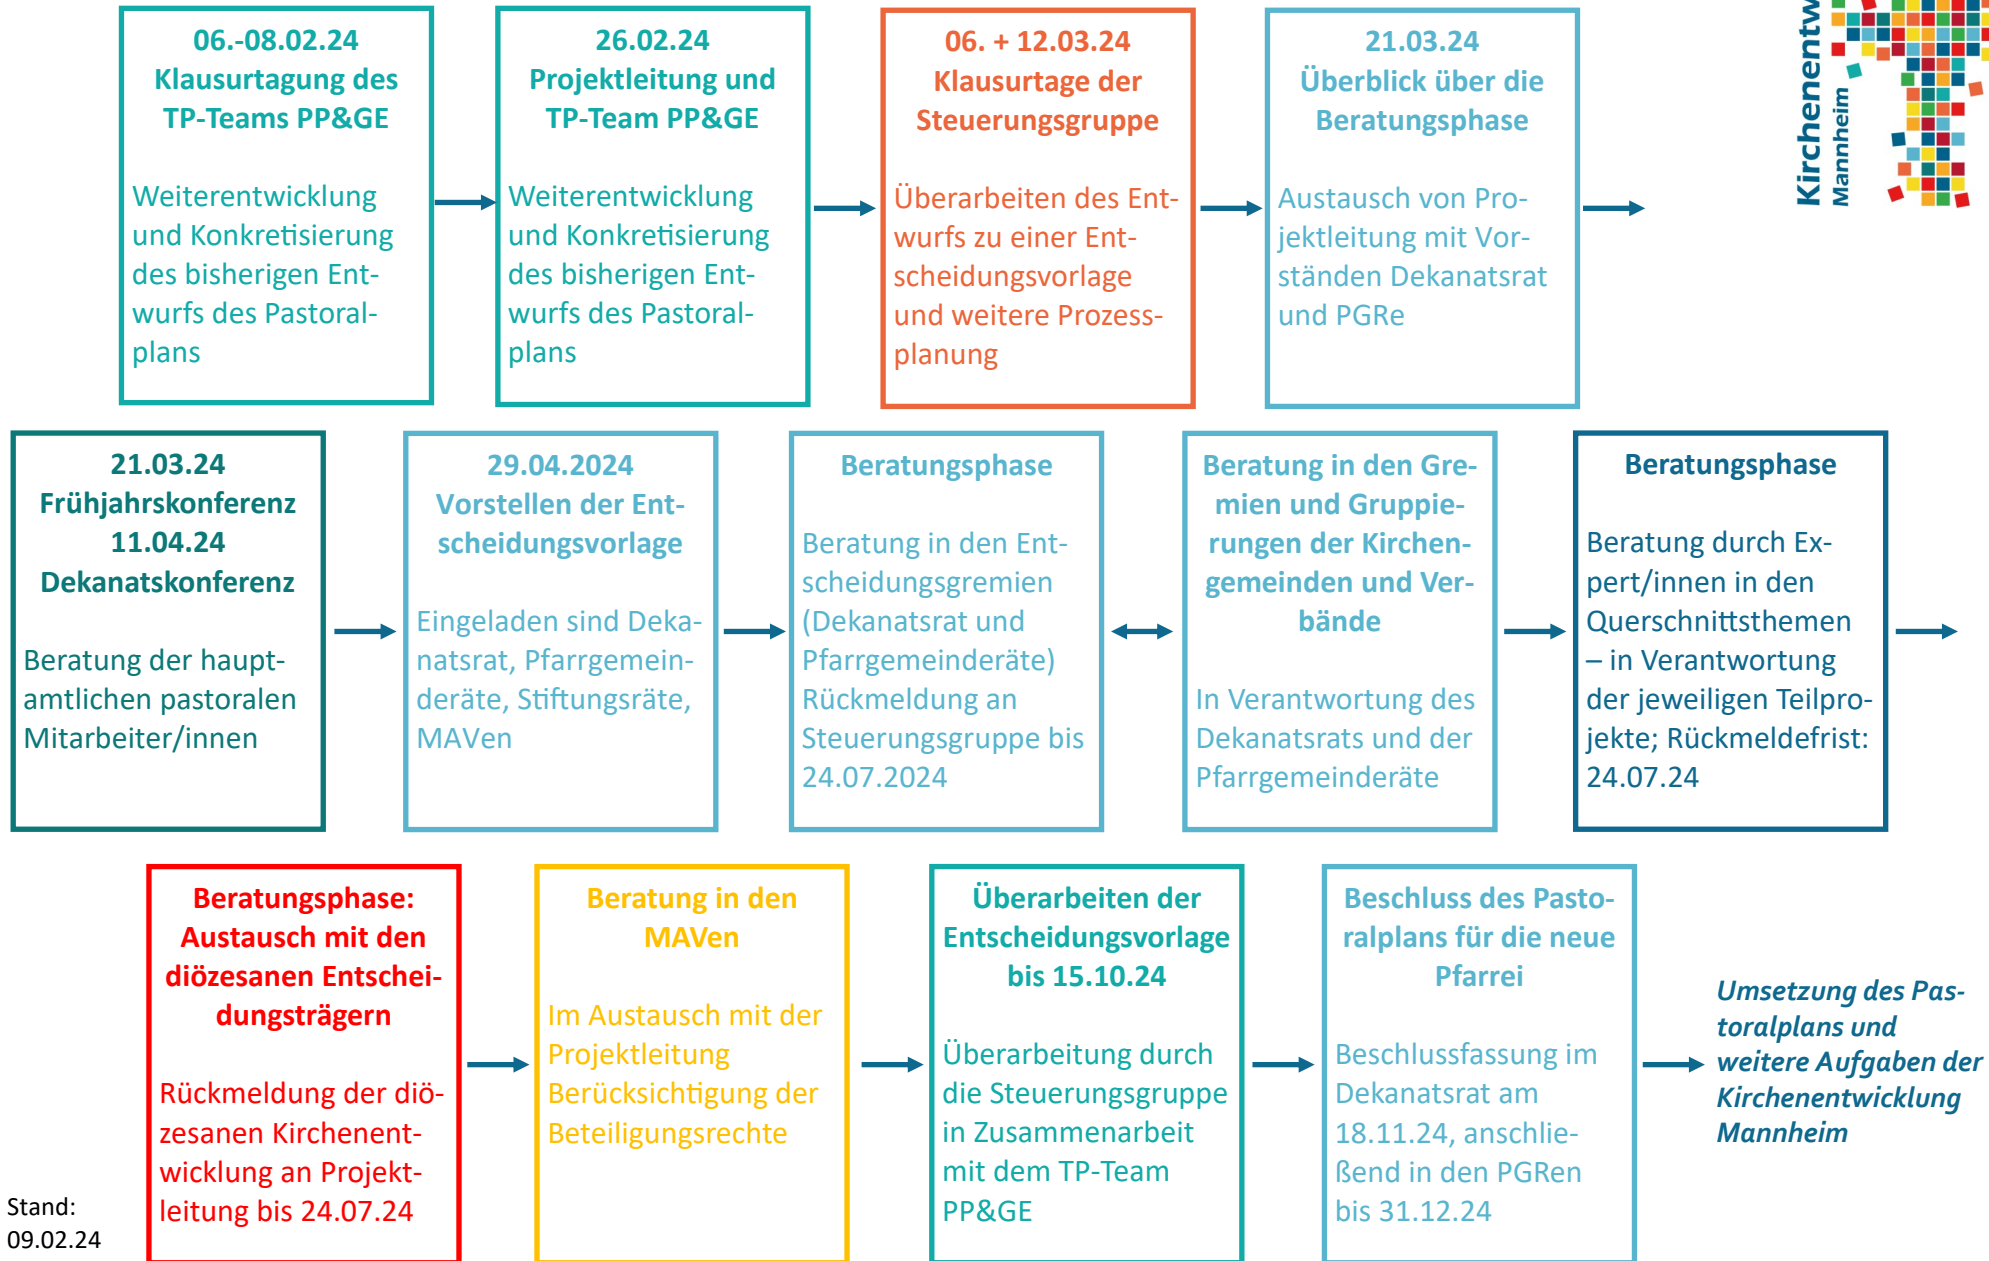 06.-08.02.24
Klausurtagung des
TP-Teams PP&GE
Weiterentwicklung
und Konkretisierung
des bisherigen Ent-
wurfs des Pastoral-
plans
26.02.24
Projektleitung und
TP-Team PP&GE
Weiterentwicklung
und Konkretisierung
des bisherigen Ent-
wurfs des Pastoral-
plans
06. + 12.03.24
Klausurtage der
Steuerungsgruppe
Überarbeiten des Ent-
wurfs zu einer Ent-
scheidungsvorlage
und weitere Prozess-
planung
21.03.24
Überblick über die
Beratungsphase
Austausch von Pro-
jektleitung mit Vor-
ständen Dekanatsrat
und PGRe
Mannheim
21.03.24
Frühjahrskonferenz
11.04.24
Dekanatskonferenz
Beratung der haupt-
amtlichen pastoralen
Mitarbeiter/innen
29.04.2024
Vorstellen der Ent-
scheidungsvorlage
Eingeladen sind Deka-
natsrat, Pfarrgemein-
deräte, Stiftungsräte,
MAVen
Beratungsphase
Beratung in den Ent-
scheidungsgremien
(Dekanatsrat und
Pfarrgemeinderäte)
Rückmeldung an
Steuerungsgruppe bis
24.07.2024
Beratung in den Gre-
mien und Gruppie-
rungen der Kirchen-
gemeinden und Ver-
bände
In Verantwortung des
Dekanatsrats und der
Pfarrgemeinderäte
Beratungsphase
Beratung durch Ex-
pert/innen in den
Querschnittsthemen
– in Verantwortung
der jeweiligen Teilpro-
jekte; Rückmeldefrist:
24.07.24
Beratungsphase:
Austausch mit den
diözesanen Entschei-
dungsträgern
Rückmeldung der diö-
zesanen Kirchenent-
wicklung an Projekt-
leitung bis 24.07.24
Beratung in den
MAVen
Im Austausch mit der
Projektleitung
Berücksichtigung der
Beteiligungsrechte
Überarbeiten der
Entscheidungsvorlage
bis 15.10.24
Überarbeitung durch
die Steuerungsgruppe
in Zusammenarbeit
mit dem TP-Team
PP&GE
Beschluss des Pasto-
ralplans für die neue
Pfarrei
Beschlussfassung im
Dekanatsrat am
18.11.24, anschlie-
ßend in den PGRen
bis 31.12.24
Umsetzung des Pas-
toralplans und
weitere Aufgaben der
Kirchenentwicklung
Mannheim
Stand:
09.02.24